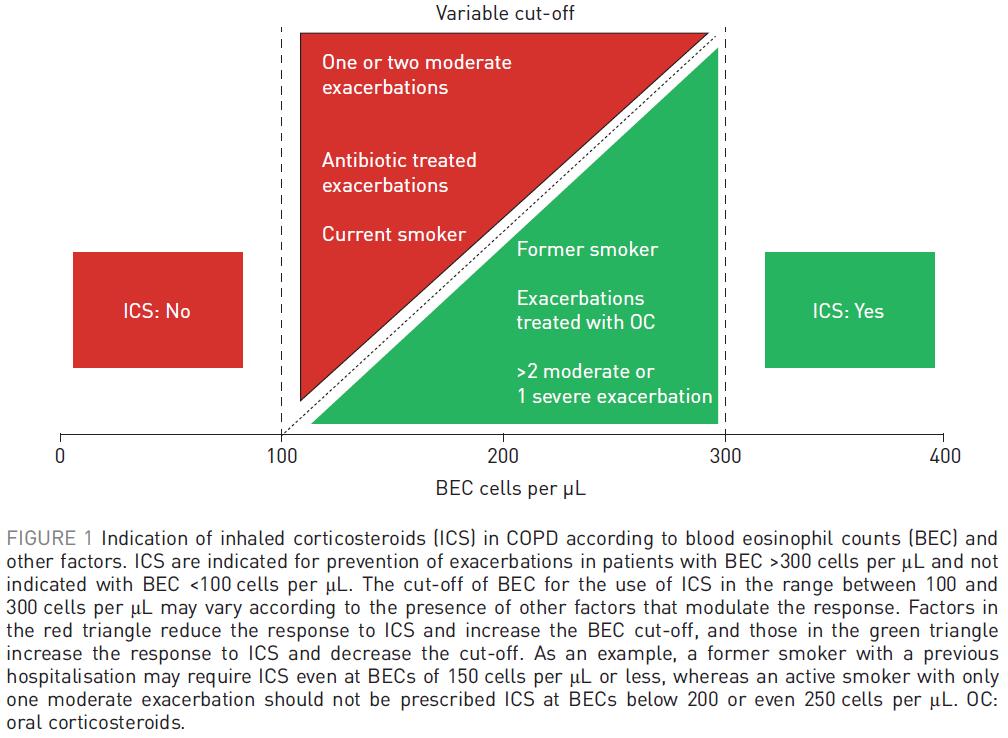 Variable cut-off
One or two moderate
exacerbations
Antibiotic treated
exacerbations
Current smoker
Former smoker
Exacerbations
treated with OC
>2 moderate or
1 severe exacerbation
ICS: No
ICS: Yes
0
100
200
300
400
BEC cells per µL
FIGURE 1 Indication of inhaled corticosteroids (ICS) in COPD according to blood eosinophil counts (BEC) and
other factors. ICS are indicated for prevention of exacerbations in patients with BEC >300 cells per µL and not
indicated with BEC <100 cells per µL. The cut-off of BEC for the use of ICS in the range between 100 and
300 cells per µL may vary according to the presence of other factors that modulate the response. Factors in
the red triangle reduce the response to ICS and increase the BEC cut-off, and those in the green triangle
increase the response to ICS and decrease the cut-off. As an example, a former smoker with a previous
hospitalisation may require ICS even at BECs of 150 cells per µL or less, whereas an active smoker with only
one moderate exacerbation should not be prescribed ICS at BECs below 200 or even 250 cells per µL. OC:
oral corticosteroids.